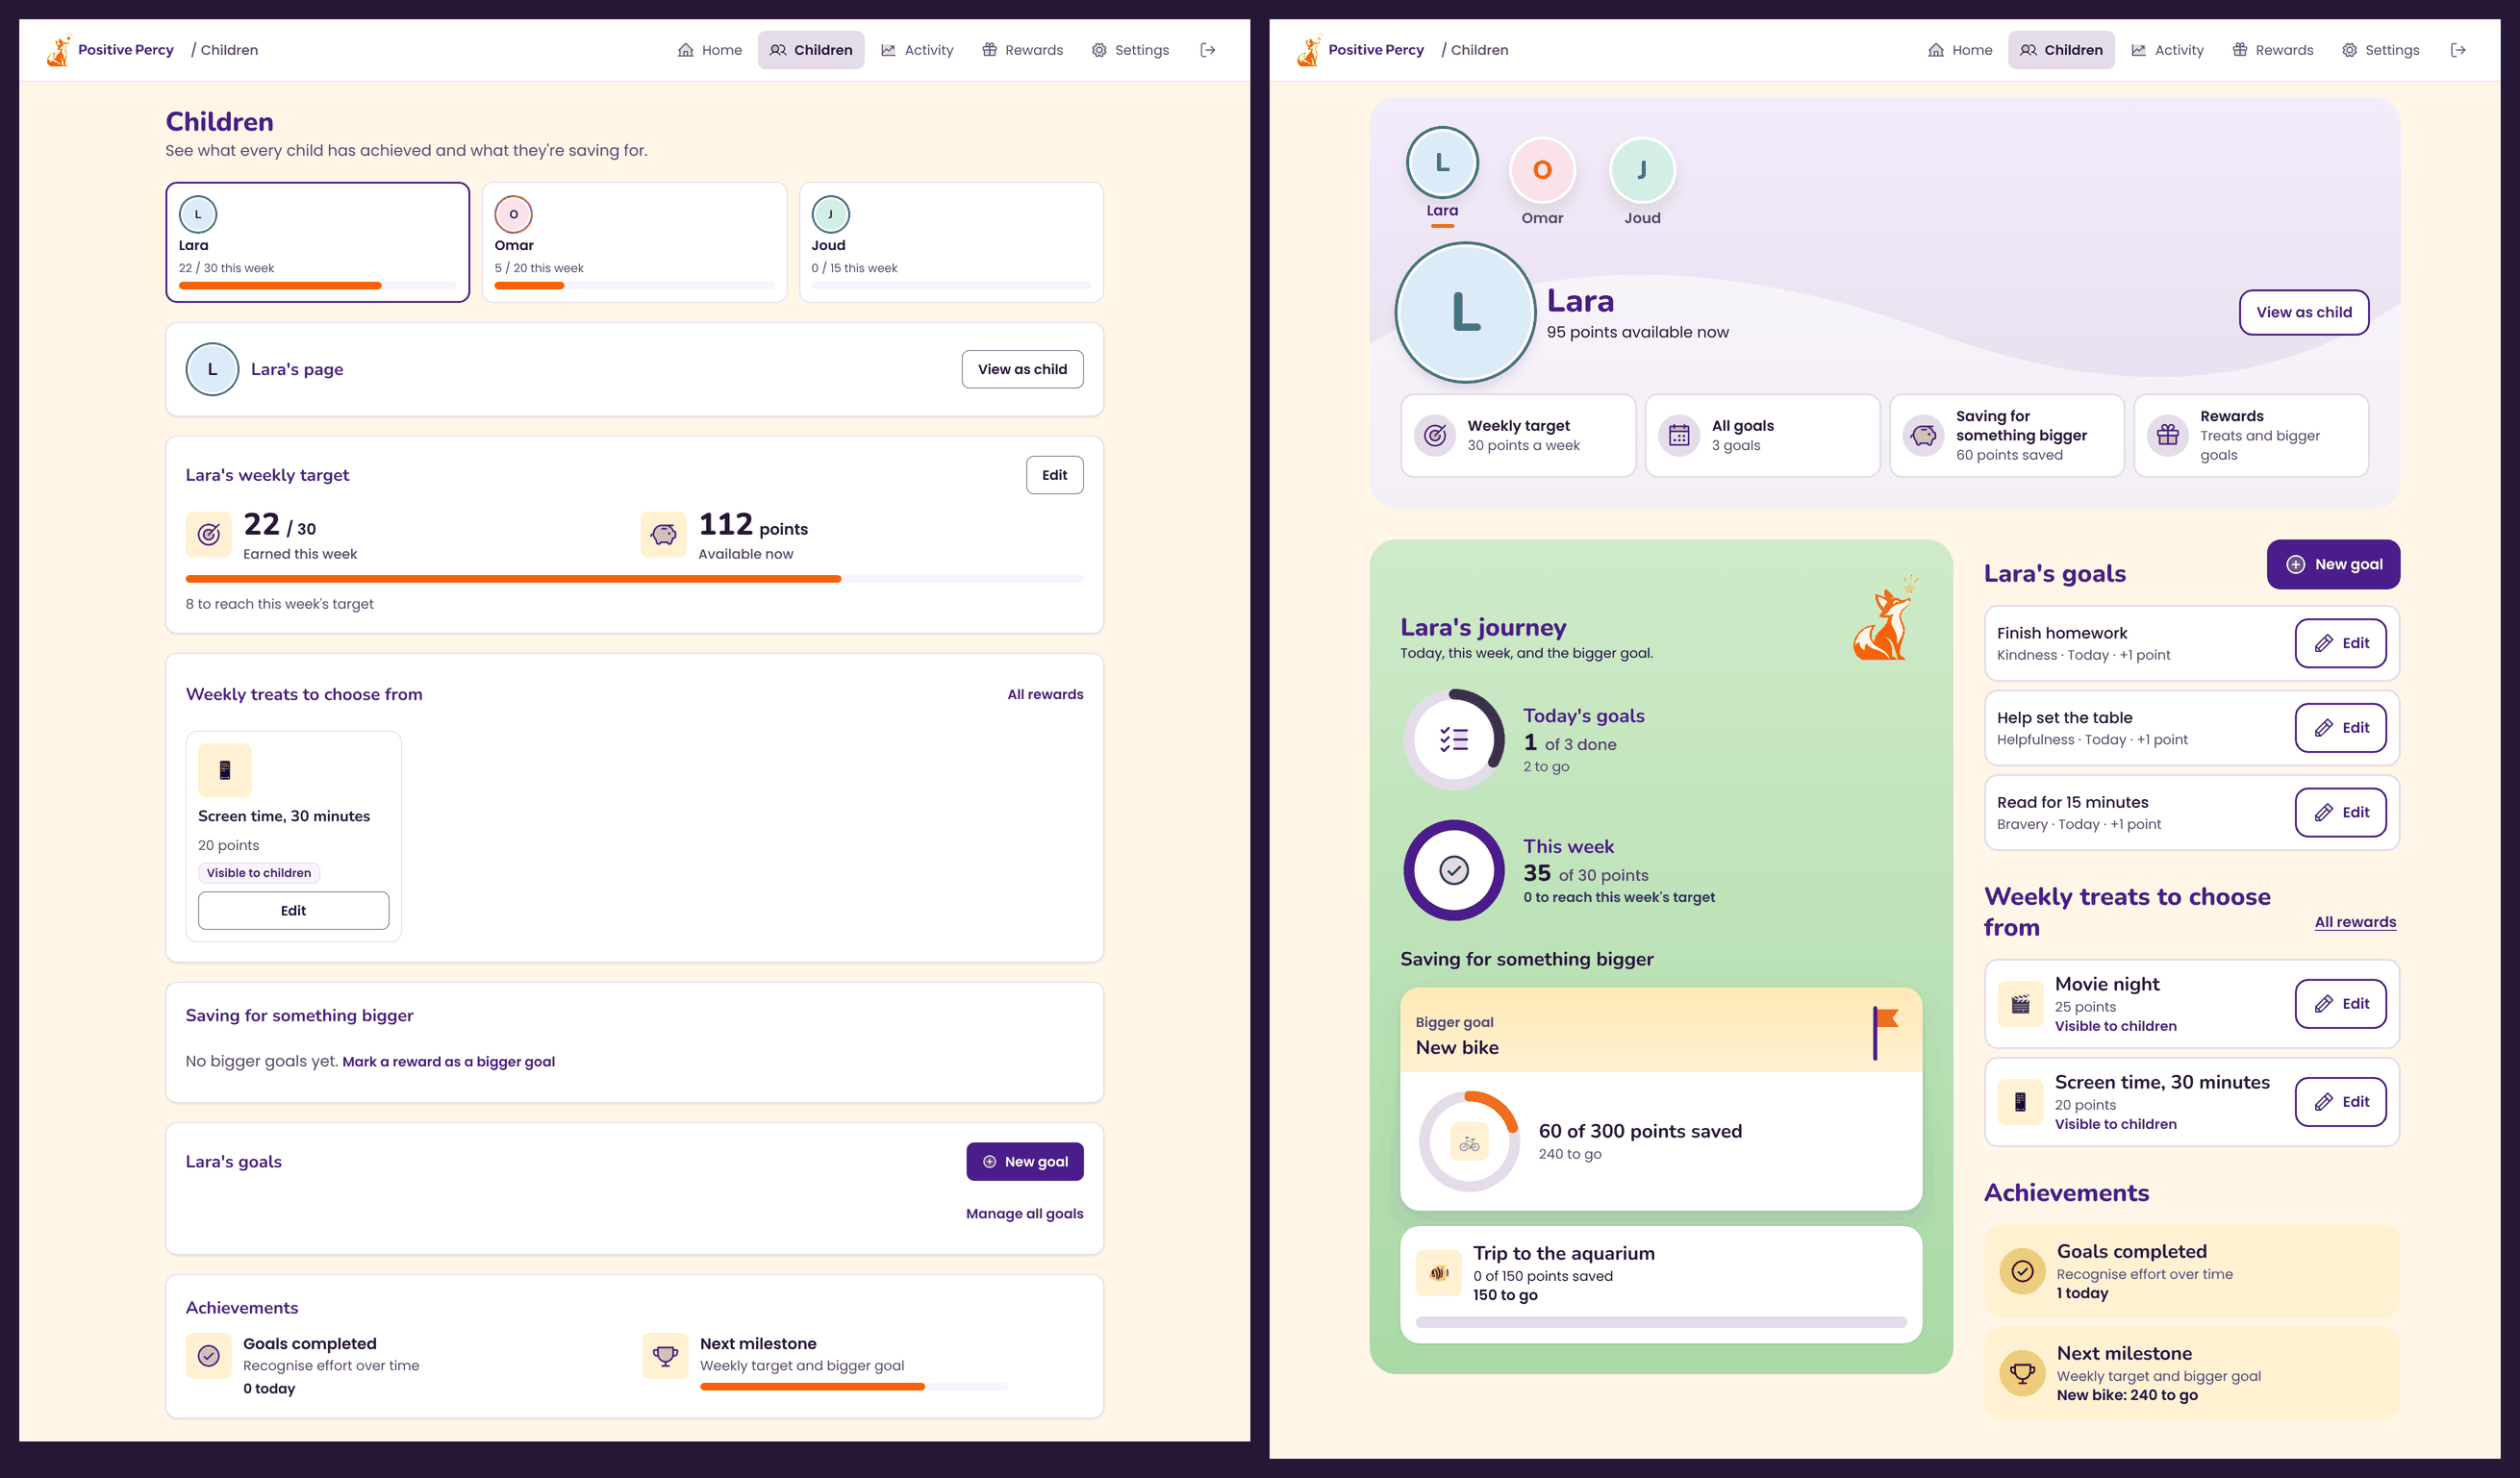 Positive Percy / Children
Home
Children
Activity
Rewards
Settings
Children
See what every child has achieved and what they're saving for.
L
Lara
22 / 30 this week
O
Omar
5 / 20 this week
J
Joud
0 / 15 this week
L
Lara's page
View as child
Lara's weekly target
Edit
22 / 30
Earned this week
112 points
Available now
8 to reach this week's target
Weekly treats to choose from
All rewards
Screen time, 30 minutes
20 points
Visible to children
Edit
Saving for something bigger
No bigger goals yet. Mark a reward as a bigger goal
Lara's goals
New goal
Manage all goals
Achievements
Goals completed
Recognise effort over time
0 today
Next milestone
Weekly target and bigger goal
Positive Percy / Children
Home
Children
Activity
Rewards
Settings
L
Lara
O
Omar
J
Joud
L
Lara
95 points available now
View as child
Weekly target
30 points a week
All goals
3 goals
Saving for
something bigger
60 points saved
Rewards
Treats and bigger
goals
Lara's journey
Today, this week, and the bigger goal.
Today's goals
1 of 3 done
2 to go
This week
35 of 30 points
0 to reach this week's target
Saving for something bigger
Bigger goal
New bike
60 of 300 points saved
240 to go
Trip to the aquarium
0 of 150 points saved
150 to go
Lara's goals
New goal
Finish homework
Kindness · Today · +1 point
Edit
Help set the table
Helpfulness · Today · +1 point
Edit
Read for 15 minutes
Bravery · Today · +1 point
Edit
Weekly treats to choose
from
All rewards
Movie night
25 points
Visible to children
Edit
Screen time, 30 minutes
20 points
Visible to children
Edit
Achievements
Goals completed
Recognise effort over time
1 today
Next milestone
Weekly target and bigger goal
New bike: 240 to go